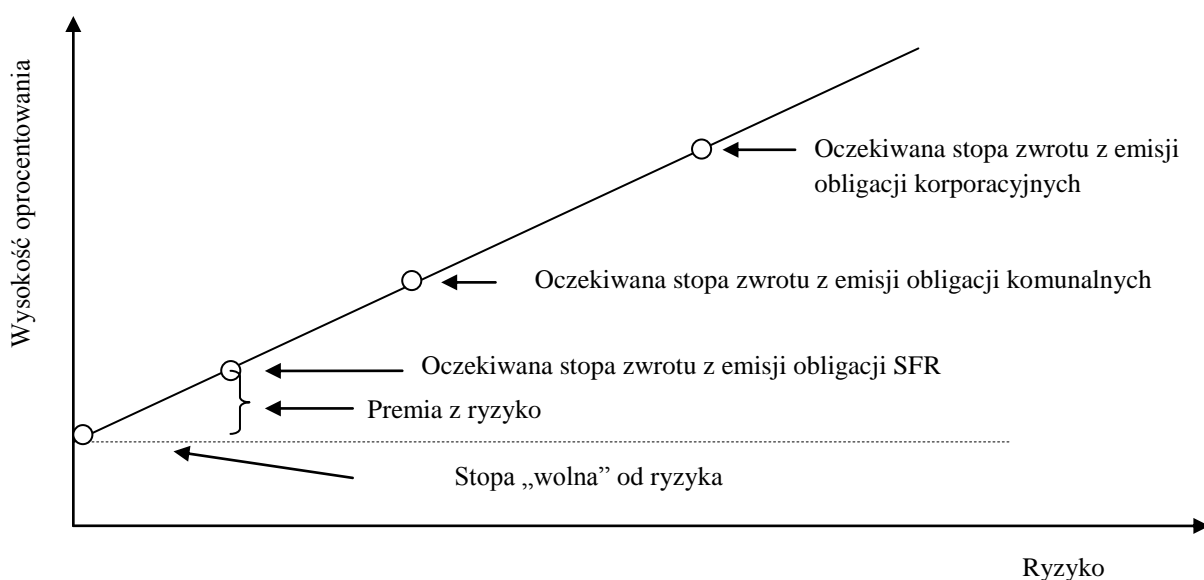 Wysokość oprocentowania
Oczekiwana stopa zwrotu z emisji
obligacji korporacyjnych
Oczekiwana stopa zwrotu z emisji obligacji komunalnych
Oczekiwana stopa zwrotu z emisji obligacji SFR
Premia z ryzyko
Stopa „wolna” od ryzyka
Ryzyko